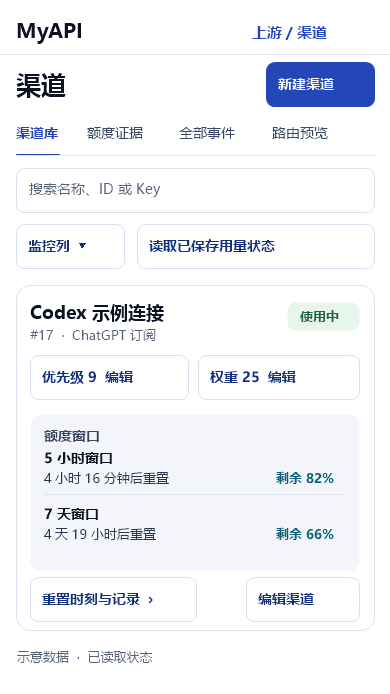 MyAPI
上游 / 渠道
渠道
新建渠道
渠道库
额度证据
全部事件
路由预览
搜索名称、ID 或 Key
监控列 ▼
读取已保存用量状态
Codex 示例连接
使用中
#17 · ChatGPT 订阅
优先级 9 编辑
权重 25 编辑
额度窗口
5 小时窗口
4 小时 16 分钟后重置
剩余 82%
7 天窗口
4 天 19 小时后重置
剩余 66%
重置时刻与记录 ›
编辑渠道
示意数据 · 已读取状态